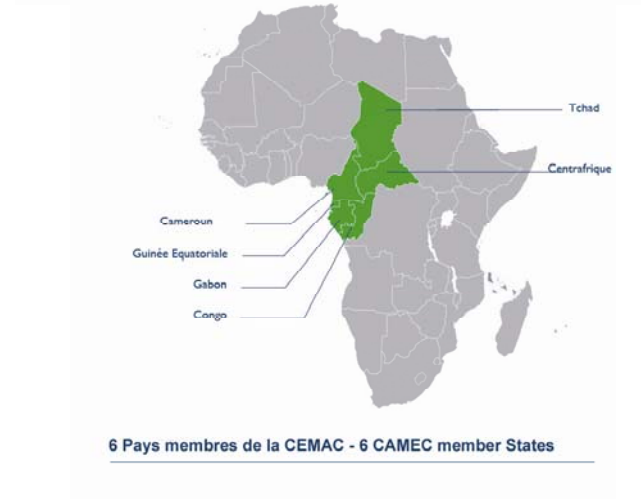 Tchad
Centrafrique
Cameroun
Guinée Equatoriale
Gabon
Congo
6 Pays membres de la CEMAC - 6 CAMEC member States